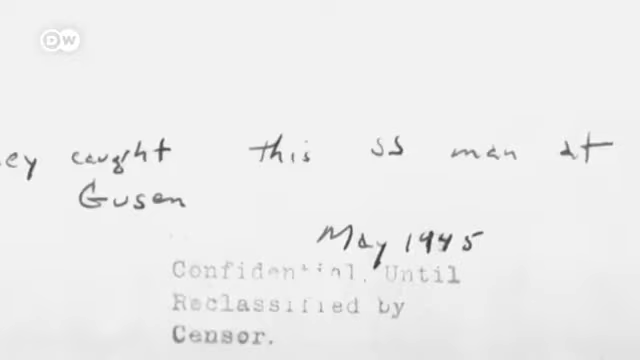 DW
ey caught this SS man at
Gusen
May 1945
Confidential. Until
Reclassified by
Censor.